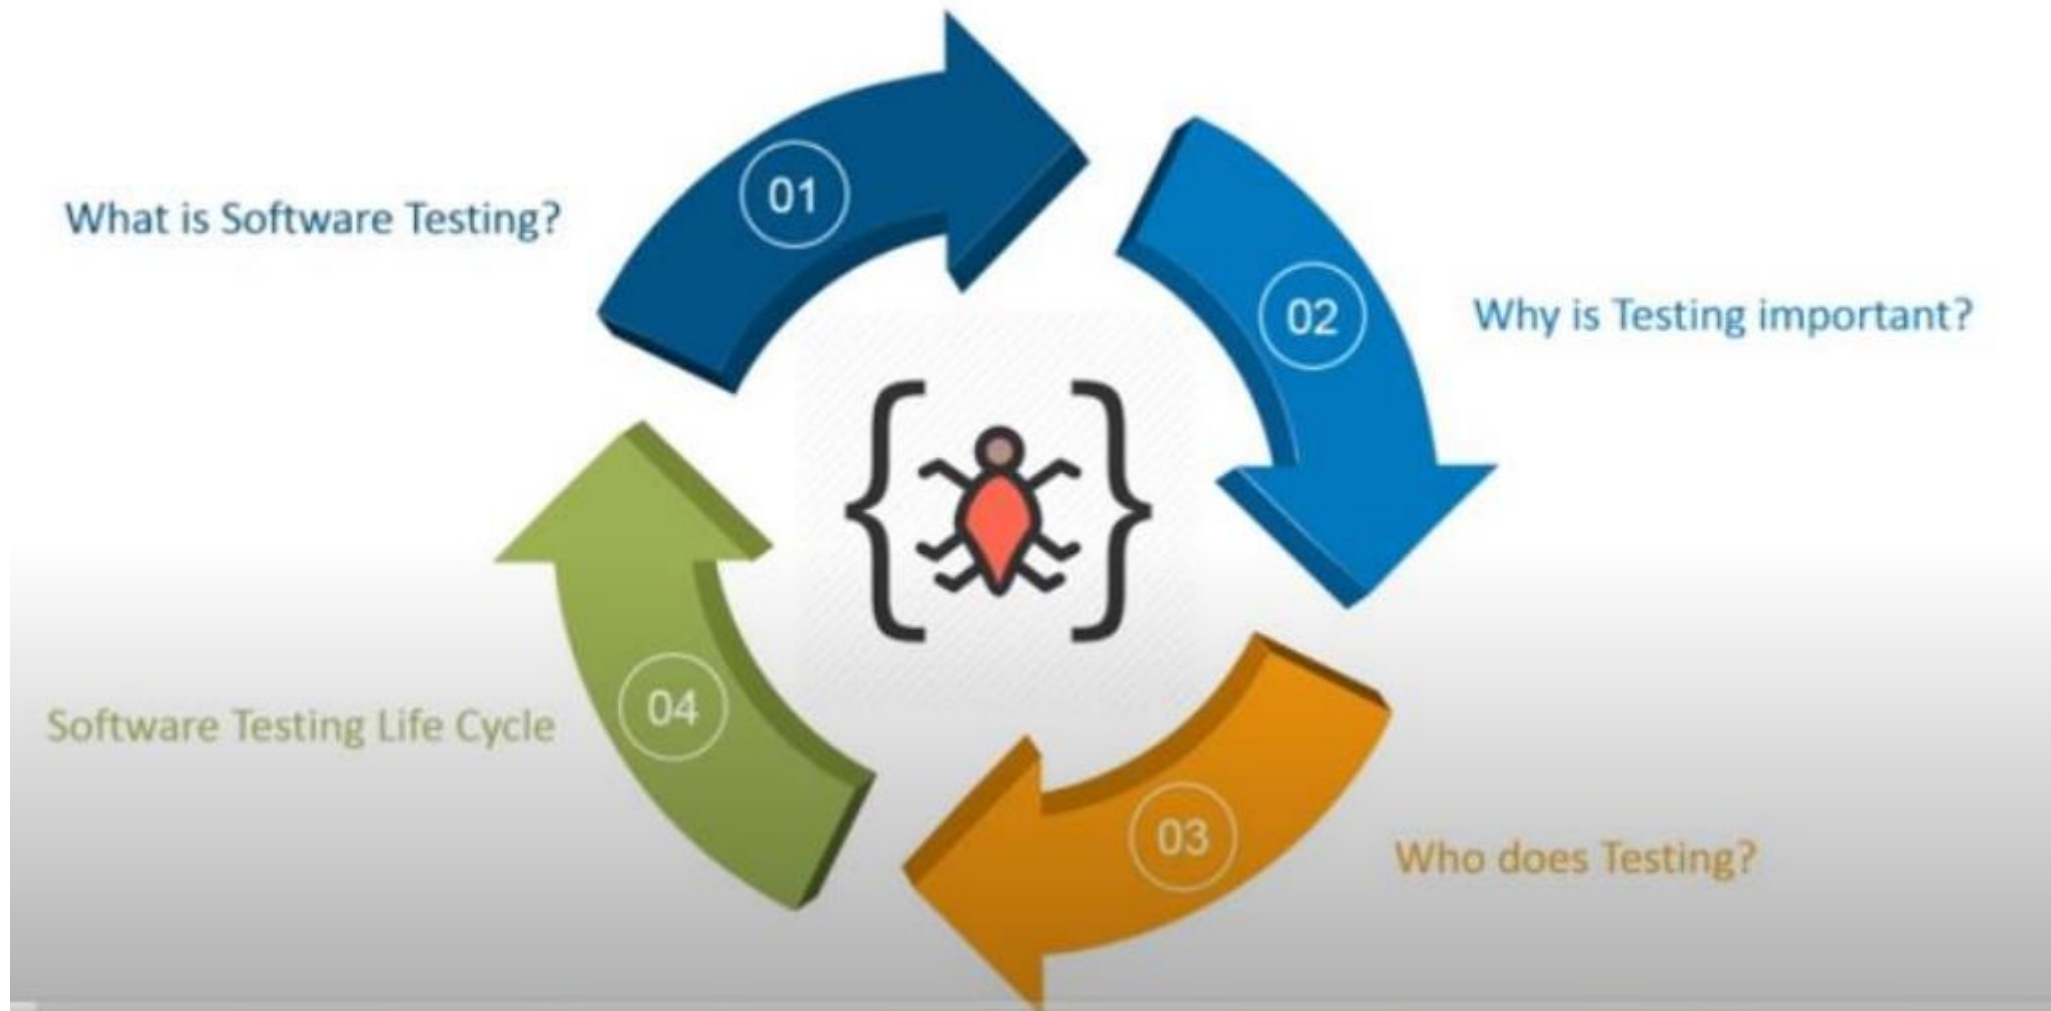 What is Software Testing?
01
02
Why is Testing important?
03
Who does Testing?
04
Software Testing Life Cycle